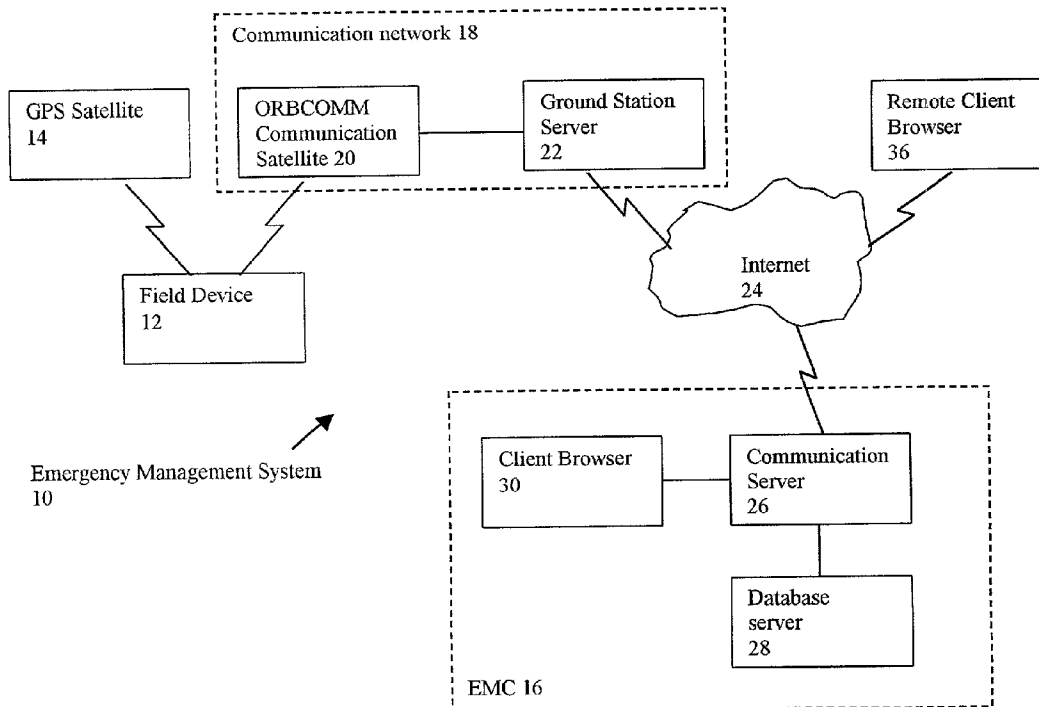 Communication network 18
GPS Satellite
14
ORBCOMM
Communication
Satellite 20
Ground Station
Server
22
Remote Client
Browser
36
Field Device
12
Internet
24
Emergency Management System
10
Client Browser
30
Communication
Server
26
Database
server
28
EMC 16